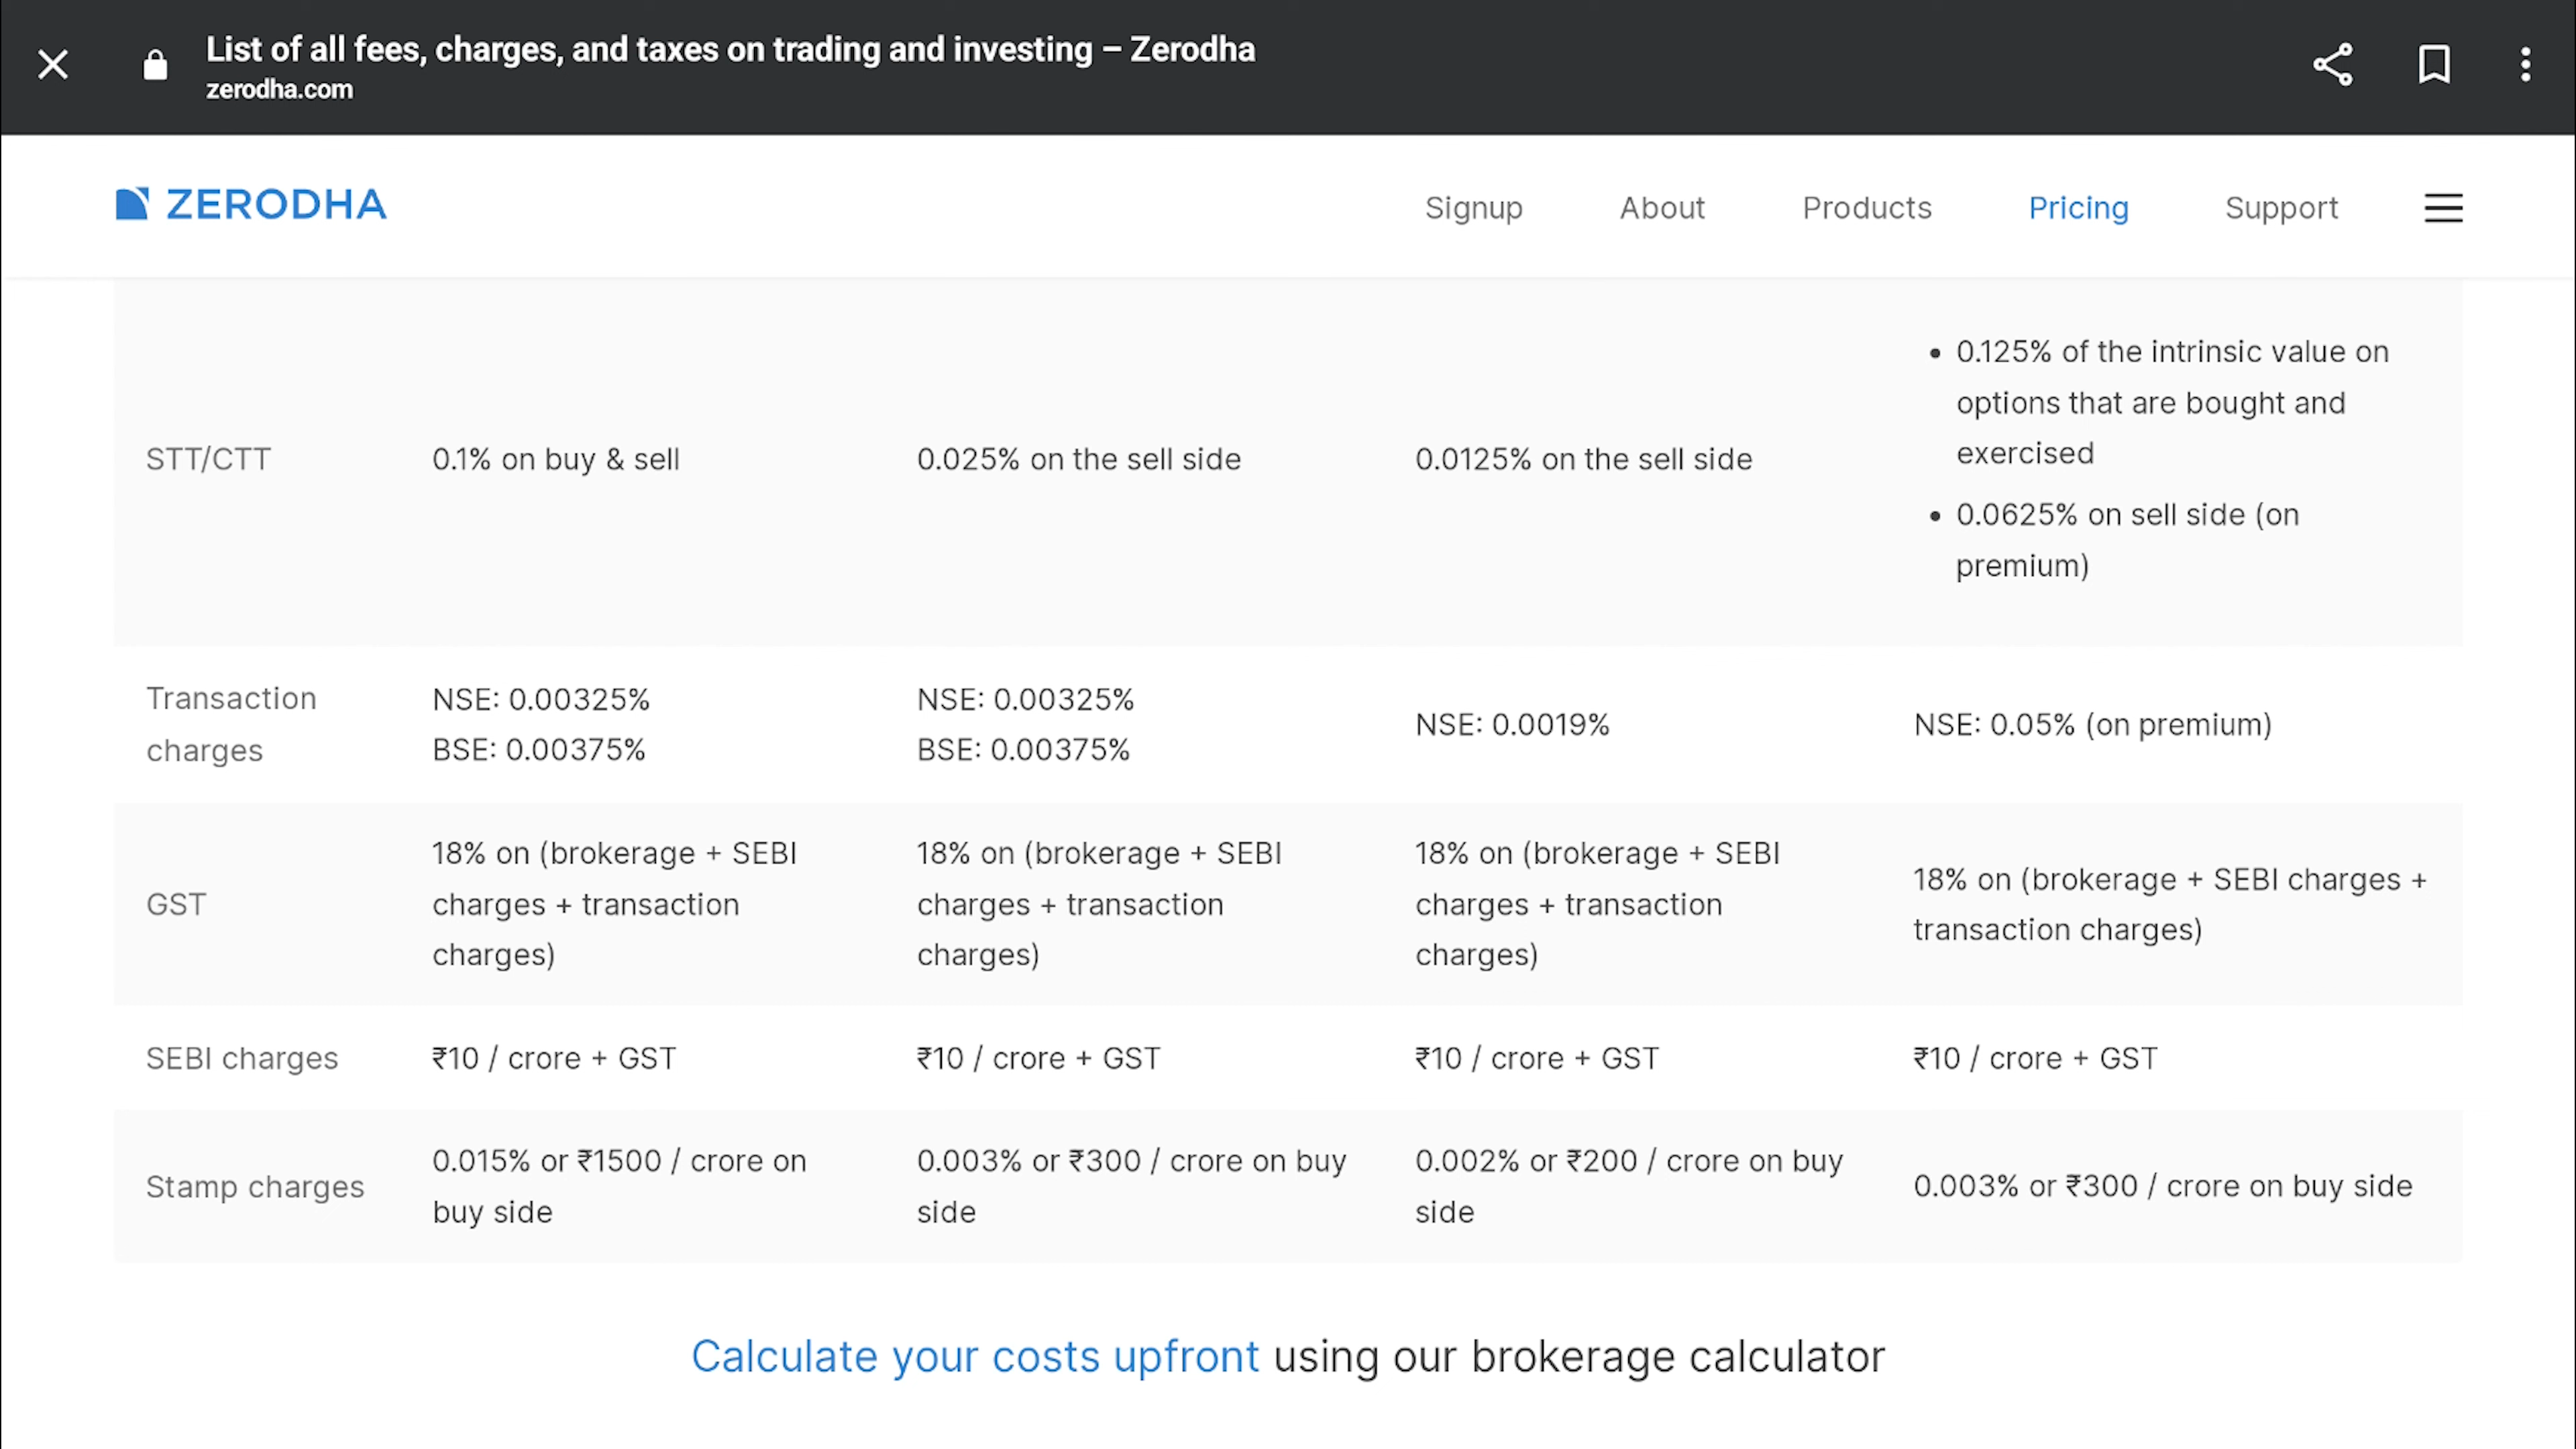 List of all fees, charges, and taxes on trading and investing – Zerodha
zerodha.com
ZERODHA
Signup About Products Pricing Support
STT/CTT
0.1% on buy & sell
0.025% on the sell side
0.0125% on the sell side
• 0.125% of the intrinsic value on
options that are bought and
exercised
• 0.0625% on sell side (on
premium)
Transaction
charges
NSE: 0.00325%
BSE: 0.00375%
NSE: 0.00325%
BSE: 0.00375%
NSE: 0.0019%
NSE: 0.05% (on premium)
GST
18% on (brokerage + SEBI
charges + transaction
charges)
18% on (brokerage + SEBI
charges + transaction
charges)
18% on (brokerage + SEBI
charges + transaction
charges)
18% on (brokerage + SEBI charges +
transaction charges)
SEBI charges
₹10 / crore + GST
₹10 / crore + GST
₹10 / crore + GST
₹10 / crore + GST
Stamp charges
0.015% or ₹1500 / crore on
buy side
0.003% or ₹300 / crore on buy
side
0.002% or ₹200 / crore on buy
side
0.003% or ₹300 / crore on buy side
Calculate your costs upfront using our brokerage calculator